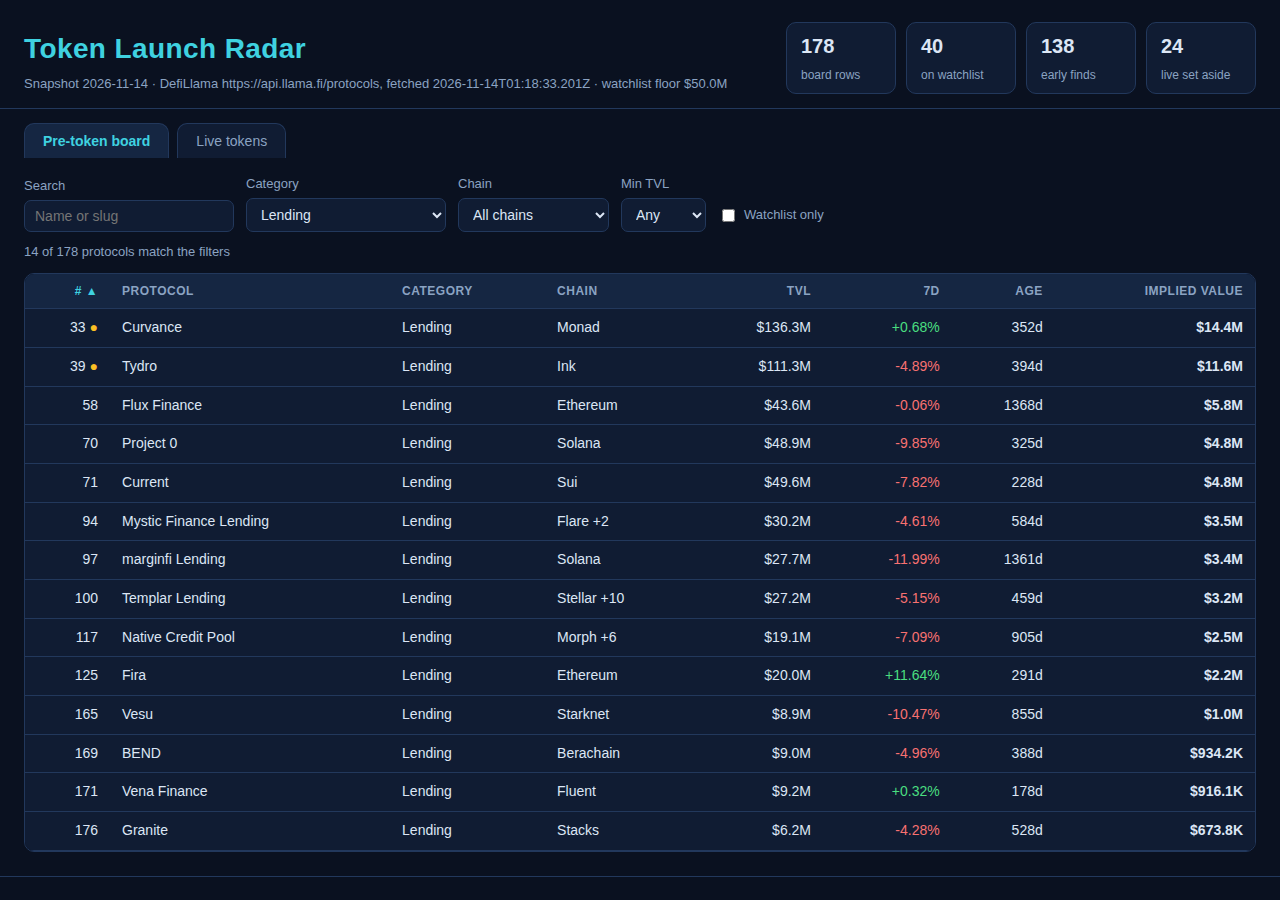 Token Launch Radar
Snapshot 2026-11-14 · DefiLlama https://api.llama.fi/protocols, fetched 2026-11-14T01:18:33.201Z · watchlist floor $50.0M
178
board rows
40
on watchlist
138
early finds
24
live set aside
Pre-token board
Live tokens
Search
Category
Chain
Min TVL
Name or slug
Lending
All chains
Any
Watchlist only
14 of 178 protocols match the filters
# ▲ PROTOCOL CATEGORY CHAIN TVL 7D AGE IMPLIED VALUE
33 ● Curvance Lending Monad $136.3M +0.68% 352d $14.4M
39 ● Tydro Lending Ink $111.3M -4.89% 394d $11.6M
58 Flux Finance Lending Ethereum $43.6M -0.06% 1368d $5.8M
70 Project 0 Lending Solana $48.9M -9.85% 325d $4.8M
71 Current Lending Sui $49.6M -7.82% 228d $4.8M
94 Mystic Finance Lending Lending Flare +2 $30.2M -4.61% 584d $3.5M
97 marginfi Lending Lending Solana $27.7M -11.99% 1361d $3.4M
100 Templar Lending Lending Stellar +10 $27.2M -5.15% 459d $3.2M
117 Native Credit Pool Lending Morph +6 $19.1M -7.09% 905d $2.5M
125 Fira Lending Ethereum $20.0M +11.64% 291d $2.2M
165 Vesu Lending Starknet $8.9M -10.47% 855d $1.0M
169 BEND Lending Berachain $9.0M -4.96% 388d $934.2K
171 Vena Finance Lending Fluent $9.2M +0.32% 178d $916.1K
176 Granite Lending Stacks $6.2M -4.28% 528d $673.8K